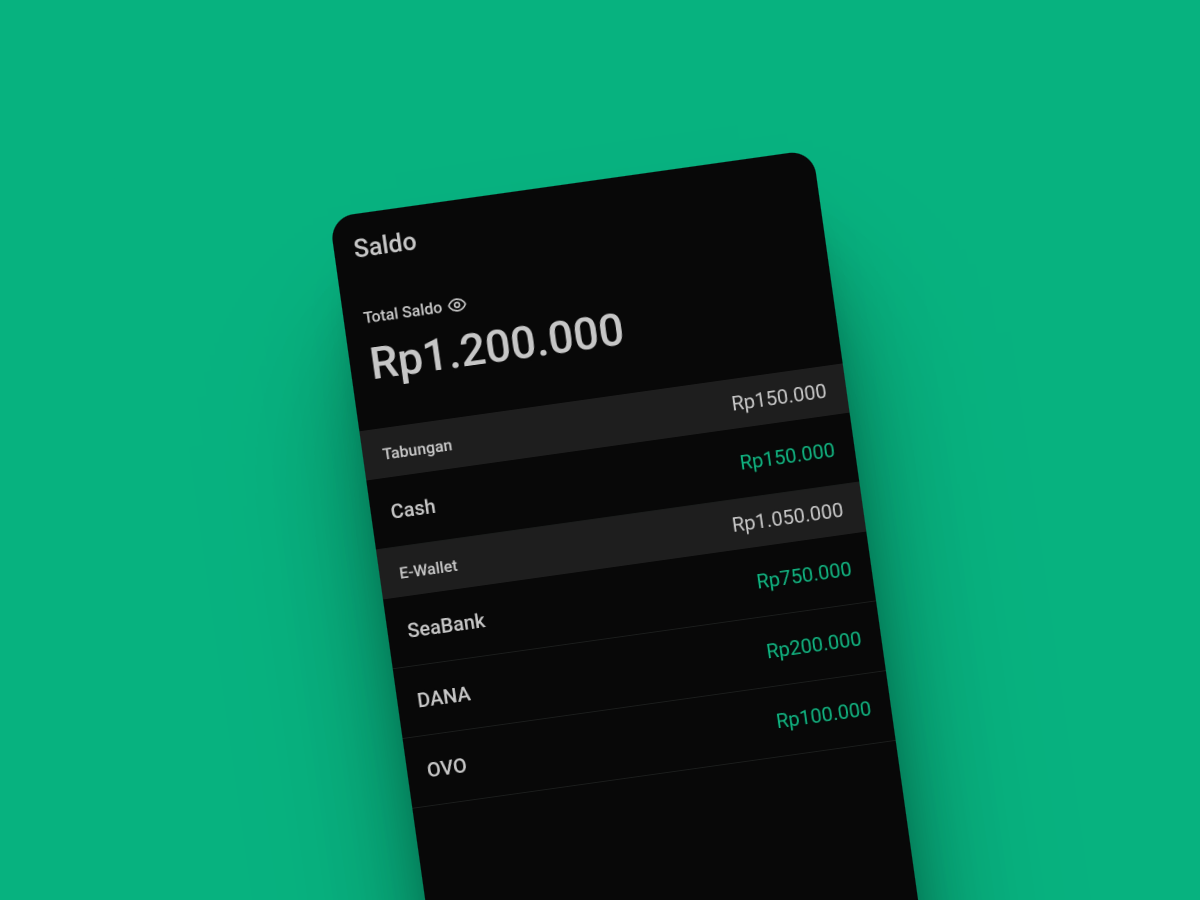 Saldo
Total Saldo
Rp1.200.000
Tabungan Rp150.000
Cash Rp150.000
E-Wallet Rp1.050.000
SeaBank Rp750.000
DANA Rp200.000
OVO Rp100.000